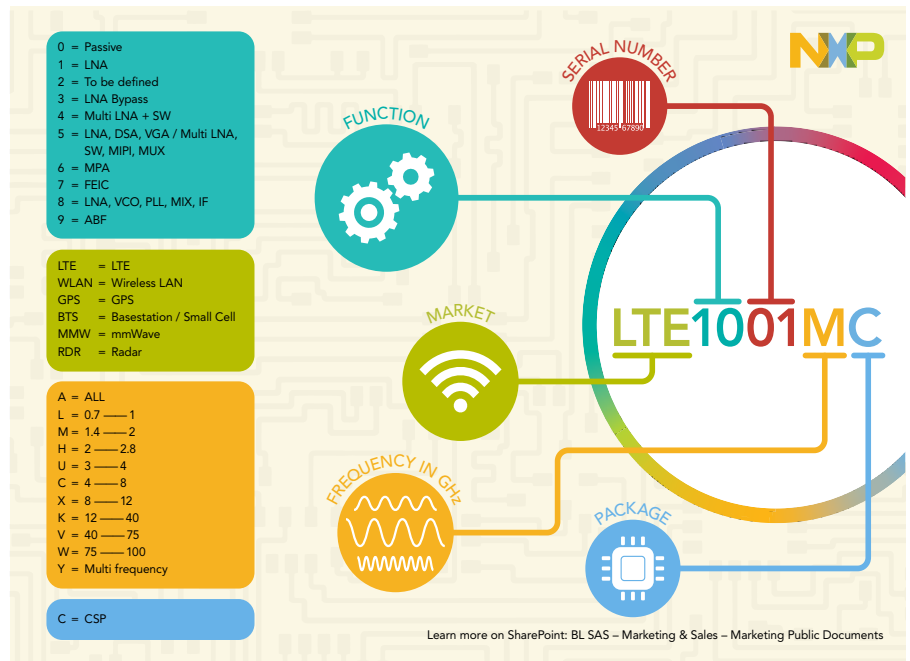 0 = Passive
1 = LNA
2 = To be defined
3 = LNA Bypass
4 = Multi LNA + SW
5 = LNA, DSA, VGA / Multi LNA,
SW, MIPI, MUX
6 = MPA
7 = FEIC
8 = LNA, VCO, PLL, MIX, IF
9 = ABF
LTE = LTE
WLAN = Wireless LAN
GPS = GPS
BTS = Basestation / Small Cell
MMW = mmWave
RDR = Radar
A = ALL
L = 0.7 — 1
M = 1.4 — 2
H = 2 — 2.8
U = 3 — 4
C = 4 — 8
X = 8 — 12
K = 12 — 40
V = 40 — 75
W = 75 — 100
Y = Multi frequency
C = CSP
NXP
SERIAL NUMBER
12345 67890
FUNCTION
MARKET
LTE1001MC
FREQUENCY IN GHz
PACKAGE
Learn more on SharePoint: BL SAS – Marketing & Sales – Marketing Public Documents